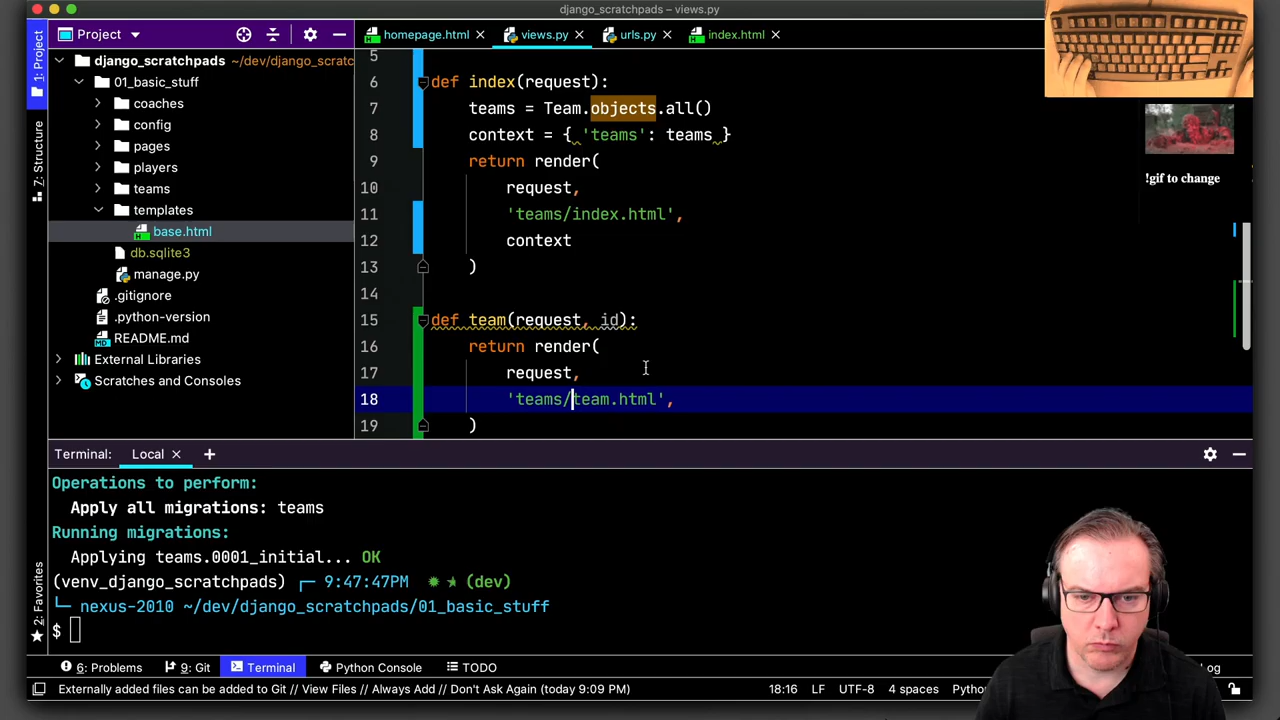 django_scratchpads – views.py
Project
homepage.html
views.py
urls.py
index.html
1: Project
7: Structure
2: Favorites
django_scratchpads ~/dev/django_scratc
01_basic_stuff
coaches
config
pages
players
teams
templates
base.html
db.sqlite3
manage.py
.gitignore
.python-version
README.md
External Libraries
Scratches and Consoles
5
6 def index(request):
7 teams = Team.objects.all()
8 context = { 'teams': teams }
9 return render(
10 request,
11 'teams/index.html',
12 context
13 )
14
15 def team(request, id):
16 return render(
17 request,
18 'teams/team.html',
19 )
!gif to change
Terminal: Local
Operations to perform:
Apply all migrations: teams
Running migrations:
Applying teams.0001_initial... OK
(venv_django_scratchpads) 9:47:47PM (dev)
nexus-2010 ~/dev/django_scratchpads/01_basic_stuff
$
6: Problems
9: Git
Terminal
Python Console
TODO
Log
Externally added files can be added to Git // View Files // Always Add // Don't Ask Again (today 9:09 PM)
18:16 LF UTF-8 4 spaces Pytho